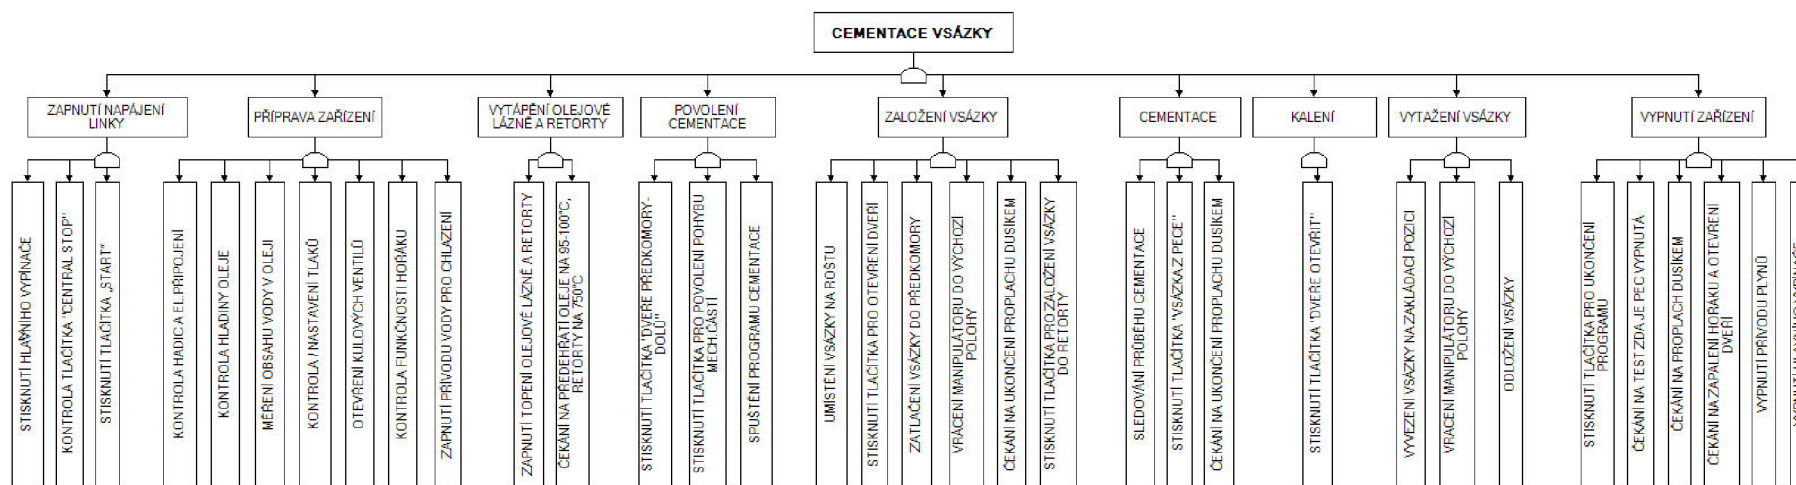 CEMENTACE VSÁZKY
ZAPNUTÍ NAPÁJENÍ
LINKY
PŘÍPRAVA ZAŘÍZENÍ
VYTÁPĚNÍ OLEJOVÉ
LÁZNĚ A RETORTY
POVOLENÍ
CEMENTACE
ZALOŽENÍ VSÁZKY
CEMENTACE
KALENÍ
VYTAŽENÍ VSÁZKY
VYPNUTÍ ZAŘÍZENÍ
STISKNUTÍ HLAVNÍHO VYPÍNAČE
KONTROLA TLAČÍTKA "CENTRAL STOP"
STISKNUTÍ TLAČÍTKA „START“
KONTROLA HADIC A EL.PŘIPOJENÍ
KONTROLA HLADINY OLEJE
MĚŘENÍ OBSAHU VODY V OLEJI
KONTROLA / NASTAVENÍ TLAKŮ
OTEVŘENÍ KULOVÝCH VENTILŮ
KONTROLA FUNKČNOSTI HOŘÁKU
ZAPNUTÍ PŘÍVODU VODY PRO CHLAZENÍ
ZAPNUTÍ TOPENÍ OLEJOVÉ LÁZNĚ A RETORTY
ČEKÁNÍ NA PŘEDEHŘÁTÍ OLEJE NA 95-100°C,
RETORTY NA 750°C
STISKNUTÍ TLAČÍTKA "DVEŘE PŘEDKOMORY-
DOLŮ"
STISKNUTÍ TLAČÍTKA PRO POVOLENÍ POHYBU
MECH.ČÁSTÍ
SPUŠTĚNÍ PROGRAMU CEMENTACE
UMÍSTĚNÍ VSÁZKY NA ROŠTU
STISKNUTÍ TLAČÍTKA PRO OTEVŘENÍ DVEŘÍ
ZATLAČENÍ VSÁZKY DO PŘEDKOMORY
VRÁCENÍ MANIPULÁTORU DO VÝCHOZÍ
POLOHY
ČEKÁNÍ NA UKONČENÍ PROPLACHU DUSÍKEM
STISKNUTÍ TLAČÍTKA PRO ZALOŽENÍ VSÁZKY
DO RETORTY
SLEDOVÁNÍ PRŮBĚHU CEMENTACE
STISKNUTÍ TLAČÍTKA "VSÁZKA Z PECE"
ČEKÁNÍ NA UKONČENÍ PROPLACHU DUSÍKEM
STISKNUTÍ TLAČÍTKA "DVEŘE OTEVŘÍT"
VYVEZENÍ VSÁZKY NA ZAKLÁDACÍ POZICI
VRÁCENÍ MANIPULÁTORU DO VÝCHOZÍ
POLOHY
ODLOŽENÍ VSÁZKY
STISKNUTÍ TLAČÍTKA PRO UKONČENÍ
PROGRAMU
ČEKÁNÍ NA TEST ZDA JE PEC VYPNUTÁ
ČEKÁNÍ NA PROPLACH DUSÍKEM
ČEKÁNÍ NA ZAPÁLENÍ HOŘÁKU A OTEVŘENÍ
DVEŘÍ
VYPNUTÍ PŘÍVODU PLYNŮ